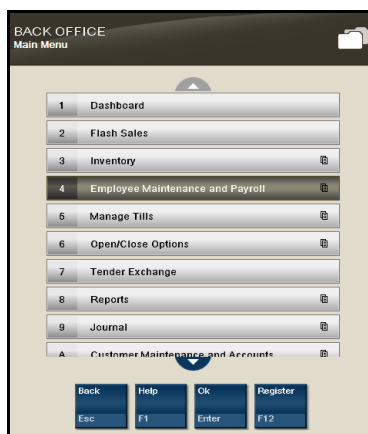 BACK OFFICE
Main Menu
1 Dashboard
2 Flash Sales
3 Inventory
4 Employee Maintenance and Payroll
5 Manage Tills
6 Open/Close Options
7 Tender Exchange
8 Reports
9 Journal
A Customer Maintenance and Accounts
Back Help Ok Register
Esc F1 Enter F12